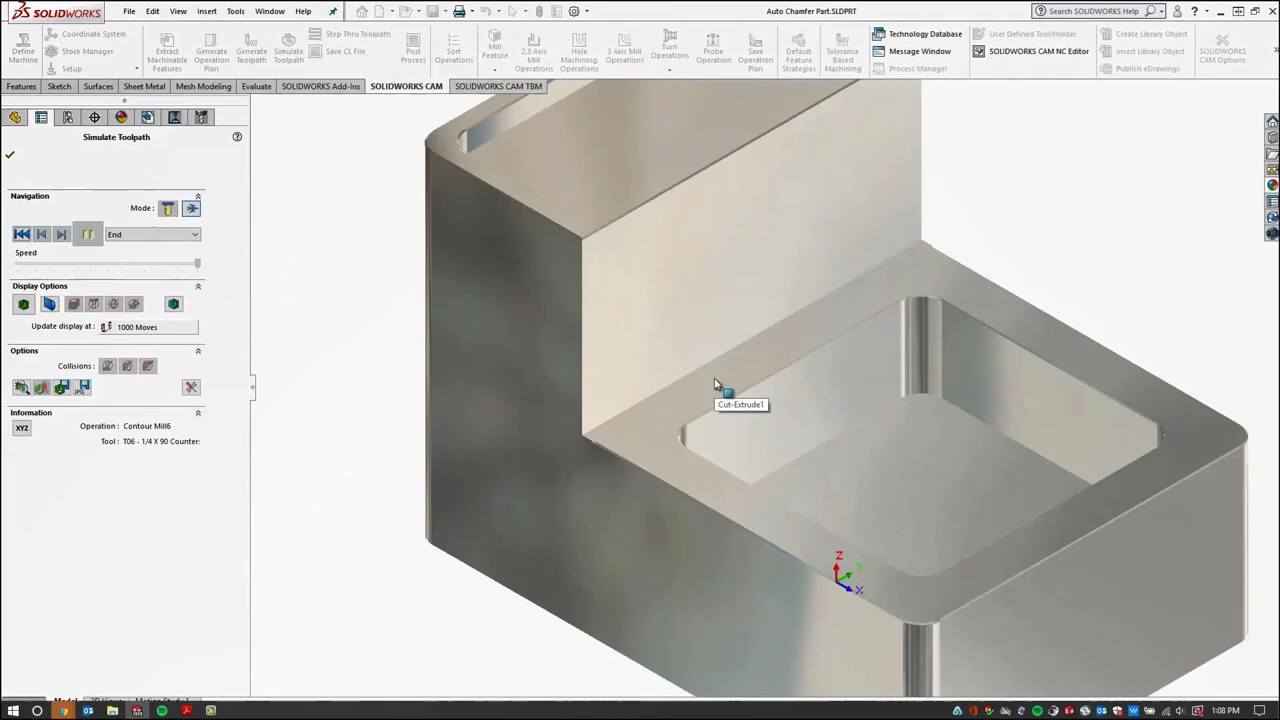 SOLIDWORKS
File Edit View Insert Tools Window Help
Auto Chamfer Part.SLDPRT
Search SOLIDWORKS Help
Define Machine
Coordinate System
Stock Manager
Setup
Extract Machinable Features
Generate Operation Plan
Generate Toolpath
Simulate Toolpath
Step Thru Toolpath
Save CL File
Post Process
Sort Operations
Mill Feature
2.5 Axis Mill Operations
Hole Machining Operations
3 Axis Mill Operations
Turn Operations
Probe Operation
Save Operation Plan
Default Feature Strategies
Tolerance Based Machining
Technology Database
Message Window
Process Manager
User Defined Tool/Holder
SOLIDWORKS CAM NC Editor
Create Library Object
Insert Library Object
Publish eDrawings
SOLIDWORKS CAM Options
Features Sketch Surfaces Sheet Metal Mesh Modeling Evaluate SOLIDWORKS Add-Ins SOLIDWORKS CAM SOLIDWORKS CAM TBM
Simulate Toolpath
Navigation
Mode :
End
Speed
Display Options
Update display at : 1000 Moves
Options
Collisions :
Information
XYZ
Operation : Contour Mill6
Tool : T06 - 1/4 X 90 Counter:
Cut-Extrude1
Z
Y
X
1:08 PM